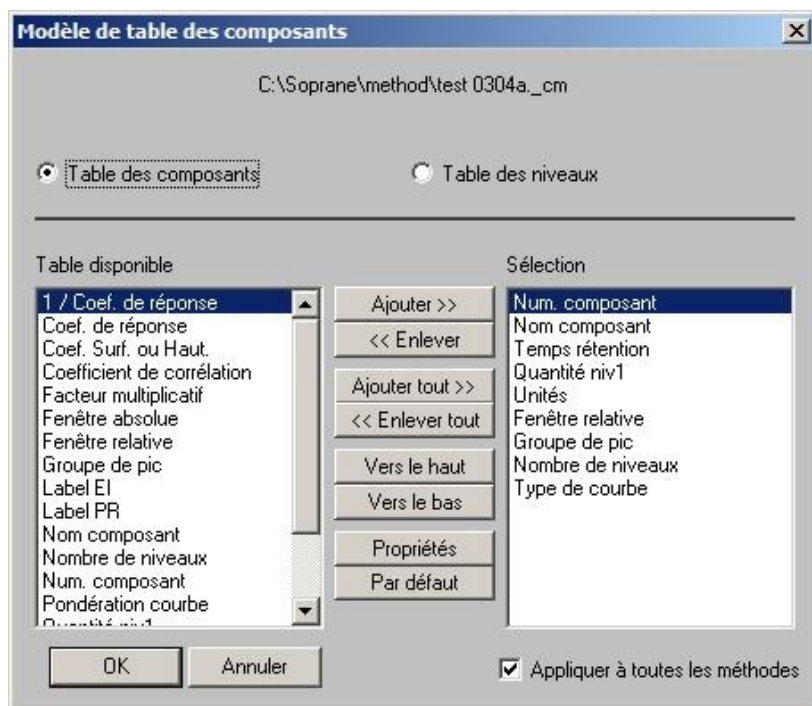 Modèle de table des composants
C:\Soprane\method\test 0304a._cm
Table des composants
Table des niveaux
Table disponible
1 / Coef. de réponse
Coef. de réponse
Coef. Surf. ou Haut.
Coefficient de corrélation
Facteur multiplicatif
Fenêtre absolue
Fenêtre relative
Groupe de pic
Label EI
Label PR
Nom composant
Nombre de niveaux
Num. composant
Pondération courbe
Quantité niv1
Ajouter >>
<< Enlever
Ajouter tout >>
<< Enlever tout
Vers le haut
Vers le bas
Propriétés
Par défaut
Sélection
Num. composant
Nom composant
Temps rétention
Quantité niv1
Unités
Fenêtre relative
Groupe de pic
Nombre de niveaux
Type de courbe
OK
Annuler
Appliquer à toutes les méthodes